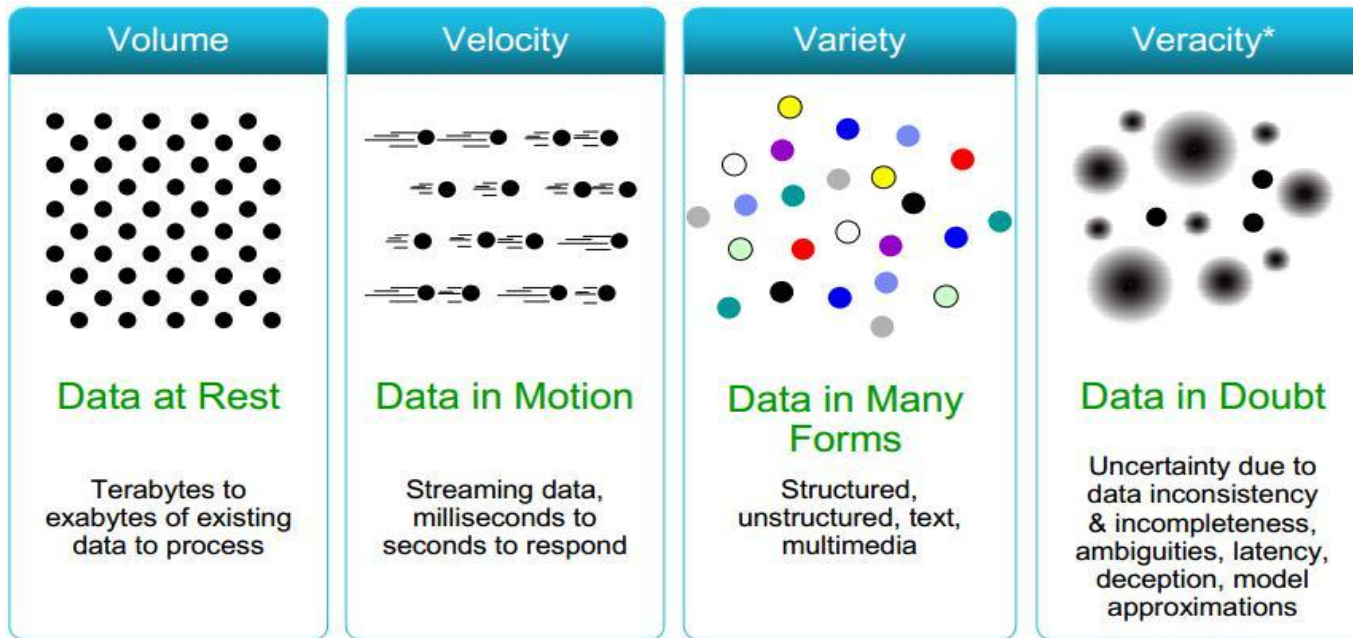 Volume
Data at Rest
Terabytes to
exabytes of existing
data to process
Velocity
Data in Motion
Streaming data,
milliseconds to
seconds to respond
Variety
Data in Many
Forms
Structured,
unstructured, text,
multimedia
Veracity*
Data in Doubt
Uncertainty due to
data inconsistency
& incompleteness,
ambiguities, latency,
deception, model
approximations